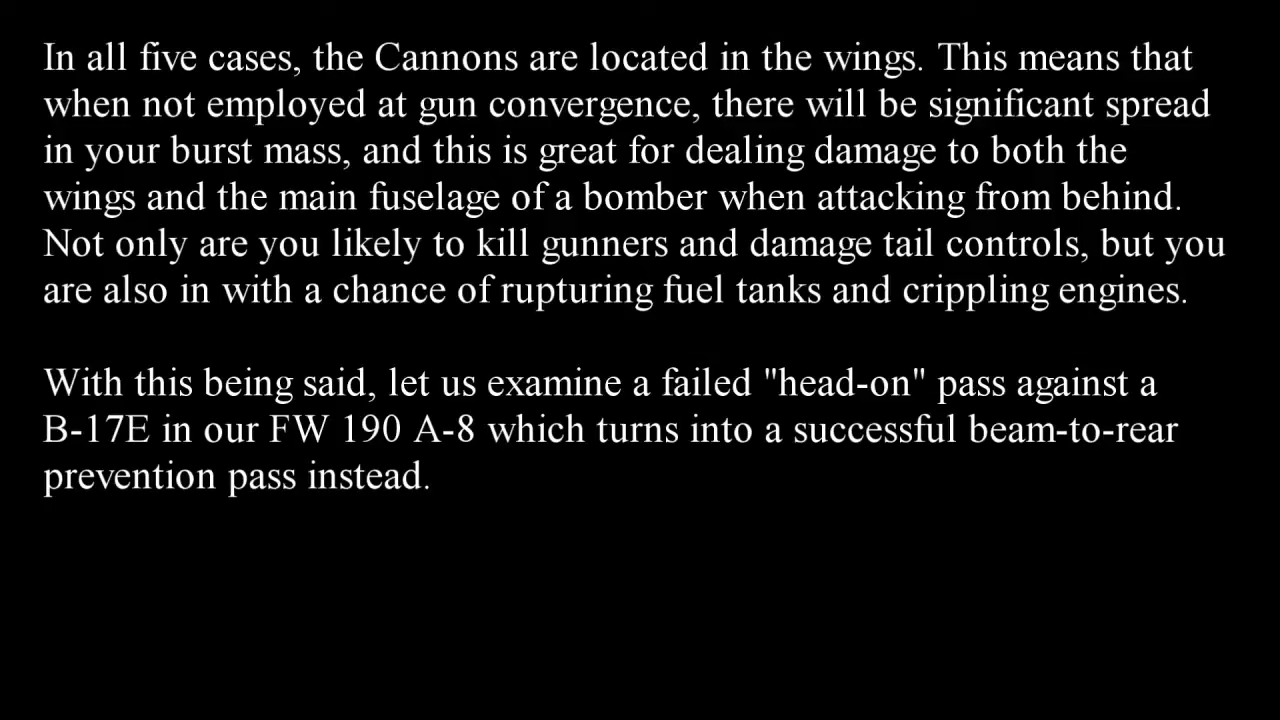 In all five cases, the Cannons are located in the wings. This means that
when not employed at gun convergence, there will be significant spread
in your burst mass, and this is great for dealing damage to both the
wings and the main fuselage of a bomber when attacking from behind.
Not only are you likely to kill gunners and damage tail controls, but you
are also in with a chance of rupturing fuel tanks and crippling engines.
With this being said, let us examine a failed "head-on" pass against a
B-17E in our FW 190 A-8 which turns into a successful beam-to-rear
prevention pass instead.